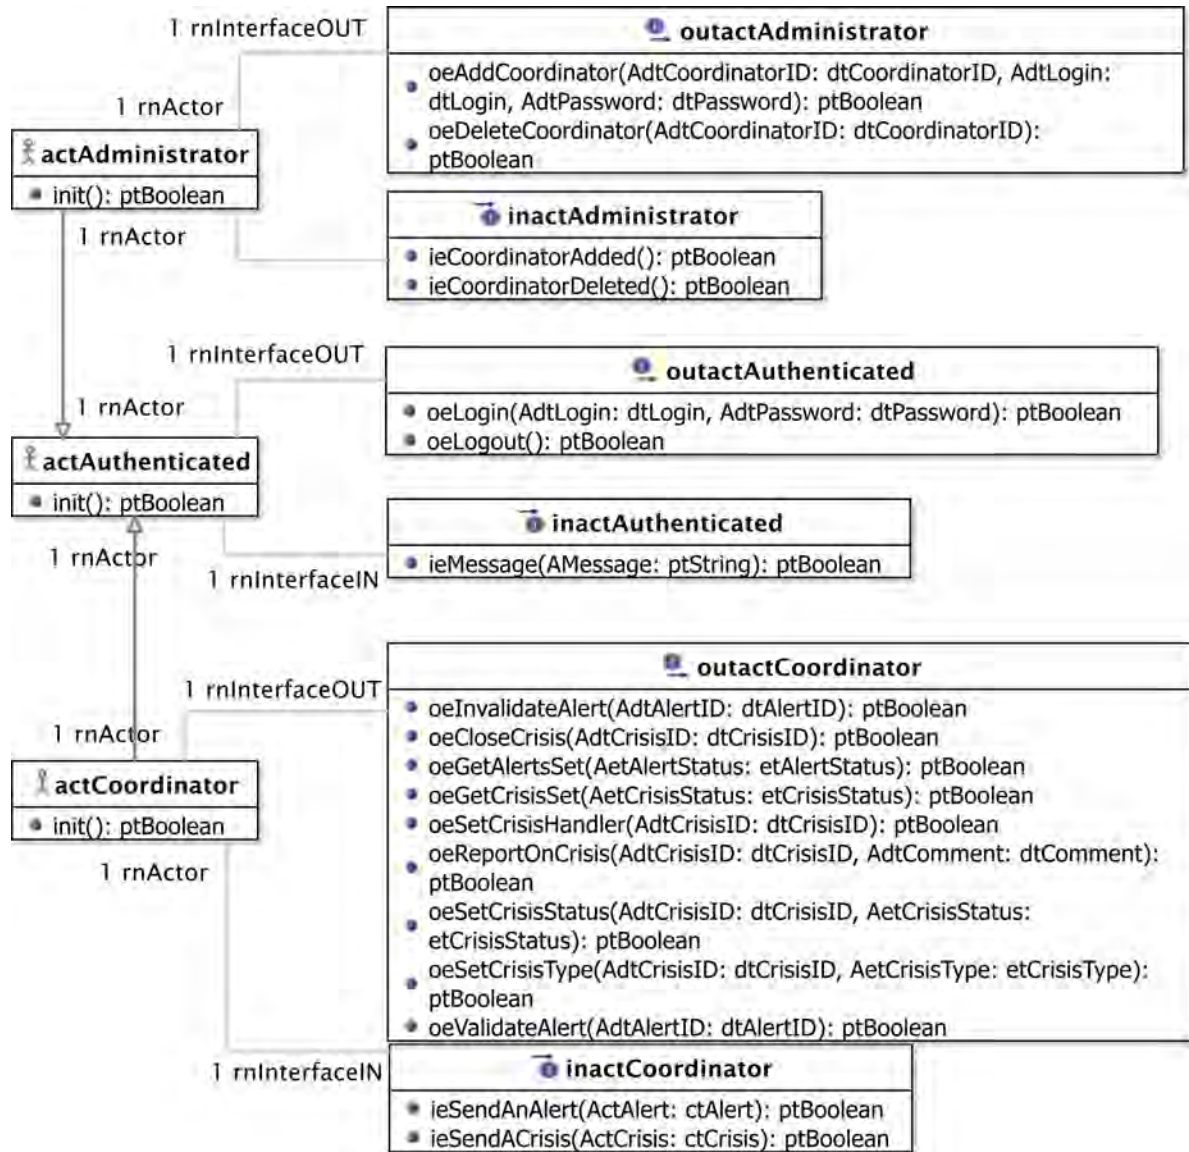 1 rnInterfaceOUT
outactAdministrator
oeAddCoordinator(AdtCoordinatorID: dtCoordinatorID, AdtLogin:
dtLogin, AdtPassword: dtPassword): ptBoolean
oeDeleteCoordinator(AdtCoordinatorID: dtCoordinatorID):
ptBoolean
1 rnActor
actAdministrator
init(): ptBoolean
1 rnActor
inactAdministrator
ieCoordinatorAdded(): ptBoolean
ieCoordinatorDeleted(): ptBoolean
1 rnInterfaceOUT
outactAuthenticated
oeLogin(AdtLogin: dtLogin, AdtPassword: dtPassword): ptBoolean
oeLogout(): ptBoolean
1 rnActor
actAuthenticated
init(): ptBoolean
1 rnActor
1 rnInterfaceIN
inactAuthenticated
ieMessage(AMessage: ptString): ptBoolean
1 rnInterfaceOUT
outactCoordinator
oeInvalidateAlert(AdtAlertID: dtAlertID): ptBoolean
oeCloseCrisis(AdtCrisisID: dtCrisisID): ptBoolean
oeGetAlertsSet(AetAlertStatus: etAlertStatus): ptBoolean
oeGetCrisisSet(AetCrisisStatus: etCrisisStatus): ptBoolean
oeSetCrisisHandler(AdtCrisisID: dtCrisisID): ptBoolean
oeReportOnCrisis(AdtCrisisID: dtCrisisID, AdtComment: dtComment):
ptBoolean
oeSetCrisisStatus(AdtCrisisID: dtCrisisID, AetCrisisStatus:
etCrisisStatus): ptBoolean
oeSetCrisisType(AdtCrisisID: dtCrisisID, AetCrisisType: etCrisisType):
ptBoolean
oeValidateAlert(AdtAlertID: dtAlertID): ptBoolean
1 rnActor
actCoordinator
init(): ptBoolean
1 rnActor
1 rnInterfaceIN
inactCoordinator
ieSendAnAlert(ActAlert: ctAlert): ptBoolean
ieSendACrisis(ActCrisis: ctCrisis): ptBoolean